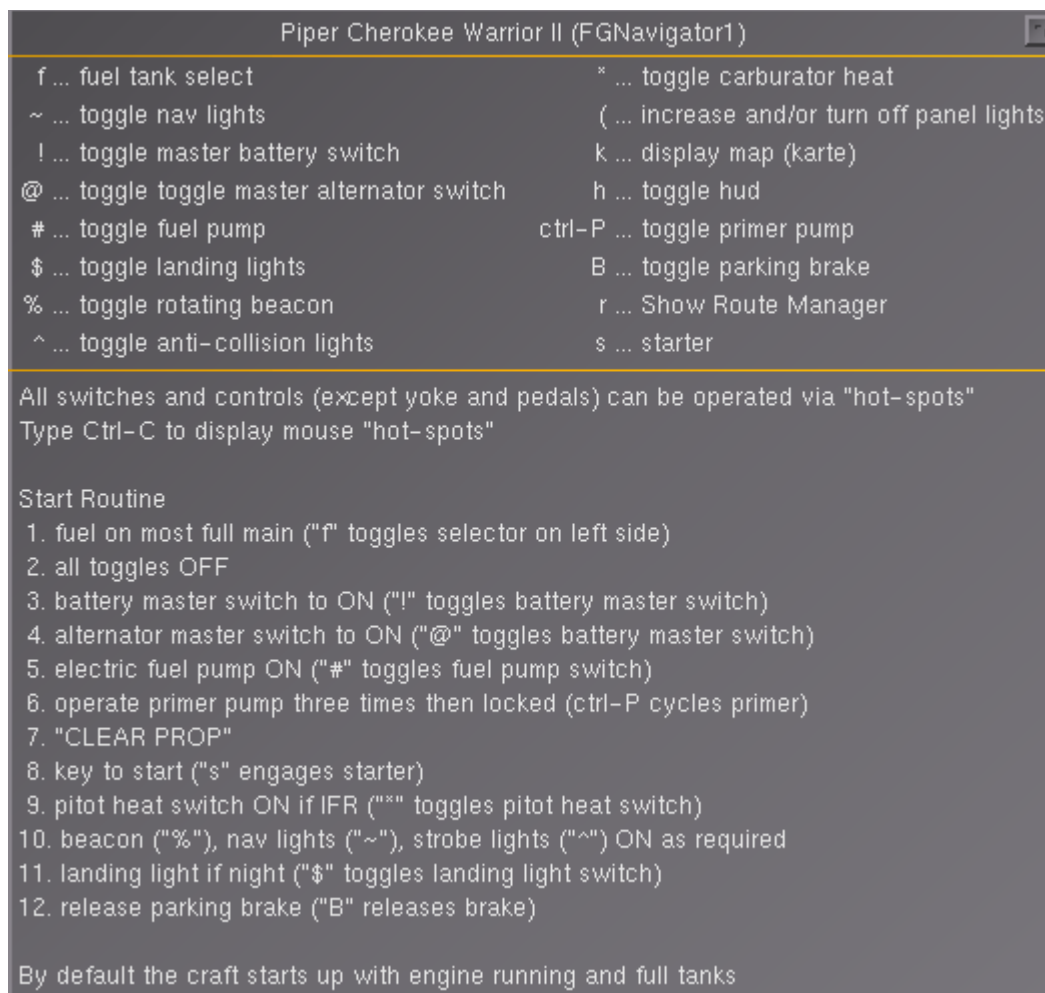 Piper Cherokee Warrior II (FGNavigator1)
f ... fuel tank select
~ ... toggle nav lights
! ... toggle master battery switch
@ ... toggle toggle master alternator switch
# ... toggle fuel pump
$ ... toggle landing lights
% ... toggle rotating beacon
^ ... toggle anti-collision lights
* ... toggle carburator heat
( ... increase and/or turn off panel lights
k ... display map (karte)
h ... toggle hud
ctrl-P ... toggle primer pump
B ... toggle parking brake
r ... Show Route Manager
s ... starter
All switches and controls (except yoke and pedals) can be operated via "hot-spots"
Type Ctrl-C to display mouse "hot-spots"
Start Routine
1. fuel on most full main ("f" toggles selector on left side)
2. all toggles OFF
3. battery master switch to ON ("!" toggles battery master switch)
4. alternator master switch to ON ("@" toggles battery master switch)
5. electric fuel pump ON ("#" toggles fuel pump switch)
6. operate primer pump three times then locked (ctrl-P cycles primer)
7. "CLEAR PROP"
8. key to start ("s" engages starter)
9. pitot heat switch ON if IFR ("*" toggles pitot heat switch)
10. beacon ("%"), nav lights ("~"), strobe lights ("^") ON as required
11. landing light if night ("$" toggles landing light switch)
12. release parking brake ("B" releases brake)
By default the craft starts up with engine running and full tanks